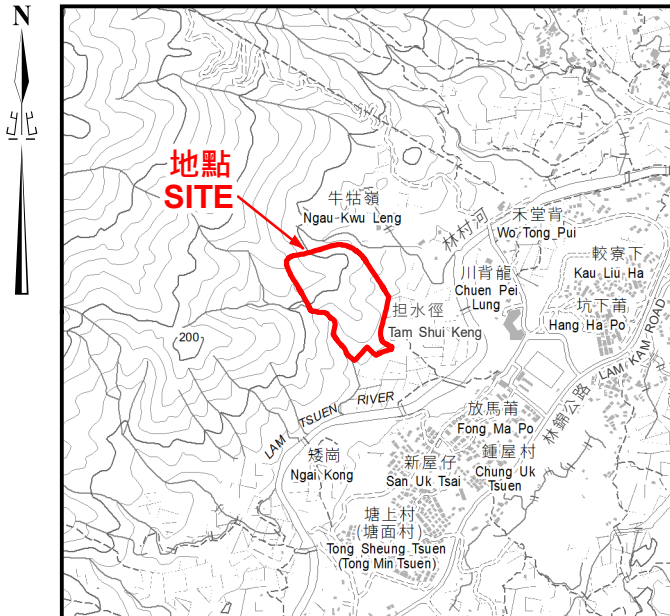 N
北
地點
SITE
牛牯嶺
Ngau Kwu Leng
林村河
禾堂背
Wo Tong Pui
較寮下
Kau Liu Ha
川背龍
Chuen Pei
Lung
坑下莆
Hang Ha Po
担水徑
Tam Shui Keng
200
LAM TSUEN RIVER
林錦公路
LAM KAM ROAD
放馬莆
Fong Ma Po
矮崗
Ngai Kong
新屋仔
San Uk Tsai
鍾屋村
Chung Uk
Tsuen
塘上村
(塘面村)
Tong Sheung Tsuen
(Tong Min Tsuen)